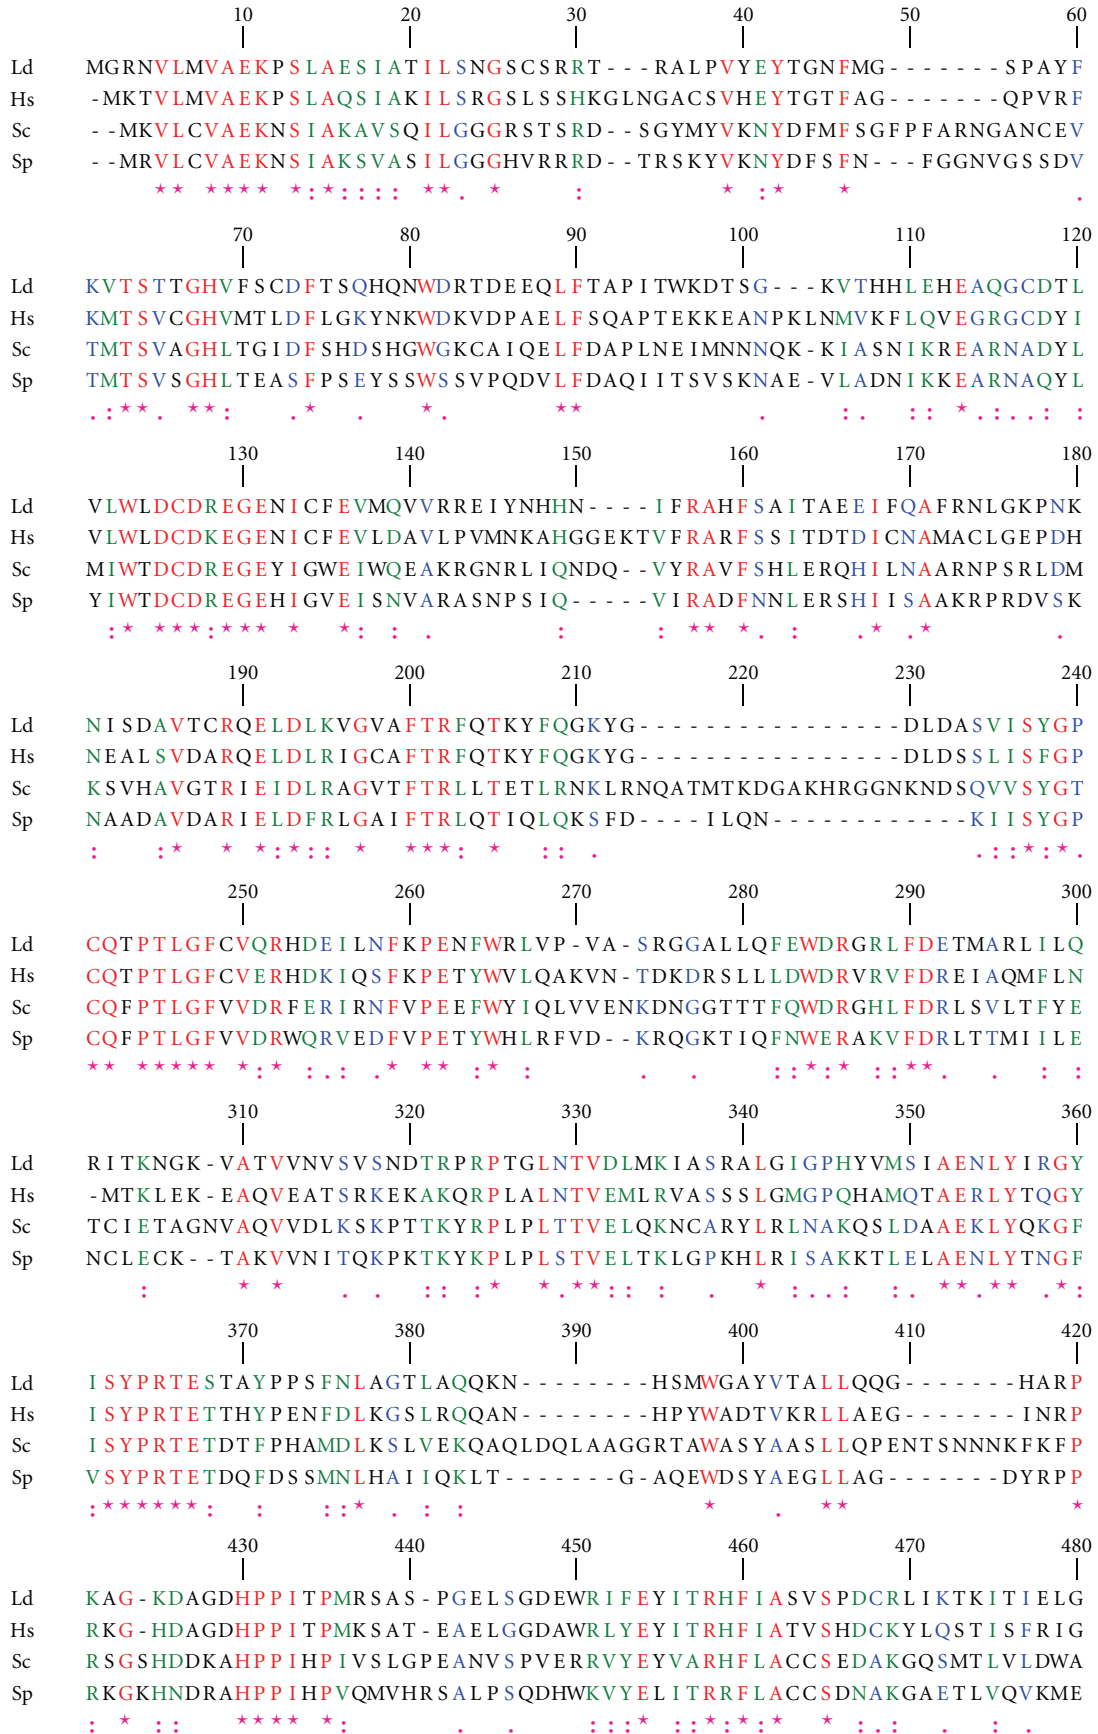 10 20 30 40 50 60
Ld MGRNVLMVAEKPSLAESIATILSNGSCSRRT---RALPVYEYTGNFMG-------SPAYF
Hs -MKTVLMVAEKPSLAQSIAKILSRGSLSSHKGLNGACSVHEYTGTFAG-------QPVRF
Sc --MKVLCVAEKNSIAKAVSQILGGGRSTSRD--SGYMYVKNYDFMFSGFPFARNGANCEV
Sp --MRVLCVAEKNSIAKSVASILGGGHVRRRD--TRSKYVKNYDFSFN---FGGNVGSSDV
** **** *:*:::: **. * : * :* * .
70 80 90 100 110 120
Ld KVTSTTGHVFSCDFTSQHQNWDRTDEEQLFTAPITWKDTSG---KVTHHLEHEAQGCDTL
Hs KMTSVCGHVMTLDFLGKYNKWDKVDPAELFSQAPTEKKEANPKLNMVKFLQVEGRGCDYI
Sc TMTSVAGHLTGIDFSHDSHGWGKCAIQELFDAPLNEIMNNNQK-KIASNIKREARNADYL
Sp TMTSVSGHLTEASFPSEYSSWSSVPQDVLFDAQIITSVSKNAE-VLADNIKKEARNAQYL
.:**. **: .* . *. ** . :. :: *.:..: :
130 140 150 160 170 180
Ld VLWLDCDREGENICFEVMQVVRREIYNHHN----IFRAHFSAITAEEIFQAFRNLGKPNK
Hs VLWLDCDKEGENICFEVLDAVLPVMNKAHGGEKTVFRARFSSITDTDICNAMACLGEPDH
Sc MIWTDCDREGEYIGWEIWQEAKRGNRLIQNDQ--VYRAVFSHLERQHILNAARNPSRLDM
Sp YIWTDCDREGEHIGVEISNVARASNPSIQ-----VIRADFNNLERSHIISAAKRPRDVSK
:* ***:*** * *: : . : : ** *. : .* .* .
190 200 210 220 230 240
Ld NISDAVTCRQELDLKVGVAFTRFQTKYFQGKYG----------------DLDASVISYGP
Hs NEALSVDARQELDLRIGCAFTRFQTKYFQGKYG----------------DLDSSLISFGP
Sc KSVHAVGTRIEIDLRAGVTFTRLLTETLRNKLRNQATMTKDGAKHRGGNKNDSQVVSYGT
Sp NAADAVDARIELDFRLGAIFTRLQTIQLQKSFD----ILQN------------KIISYGP
: :* * *:*:: * ***: * :: . .::*:*.
250 260 270 280 290 300
Ld CQTPTLGFCVQRHDEILNFKPENFWRLVP-VA-SRGGALLQFEWDRGRLFDETMARLILQ
Hs CQTPTLGFCVERHDKIQSFKPETYWVLQAKVN-TDKDRSLLLDWDRVRVFDREIAQMFLN
Sc CQFPTLGFVVDRFERIRNFVPEEFWYIQLVVENKDNGGTTTFQWDRGHLFDRLSVLTFYE
Sp CQFPTLGFVVDRWQRVEDFVPETYWHLRFVD--KRQGKTIQFNWERAKVFDRLTTMIILE
** ***** *:* :.: .* ** :* : . . ::*:* ::**. . : :
310 320 330 340 350 360
Ld RITKNGK-VATVVNVSVSNDTRPRPTGLNTVDLMKIASRALGIGPHYVMSIAENLYIRGY
Hs -MTKLEK-EAQVEATSRKEKAKQRPLALNTVEMLRVASSSLGMGPQHAMQTAERLYTQGY
Sc TCIETAGNVAQVVDLKSKPTTKYRPLPLTTVELQKNCARYLRLNAKQSLDAAEKLYQKGF
Sp NCLECK--TAKVVNITQKPKTKYKPLPLSTVELTKLGPKHLRISAKKTLELAENLYTNGF
: * * . . :: :* *.**:: : . * :..: :. **.** .*:
370 380 390 400 410 420
Ld ISYPRTESTAYPPSFNLAGTLAQQKN--------HSMWGAYVTALLQQG-------HARP
Hs ISYPRTETTHYPENFDLKGSLRQQAN--------HPYWADTVKRLLAEG-------INRP
Sc ISYPRTETDTFPHAMDLKSLVEKQAQLDQLAAGGRTAWASYAASLLQPENTSNNNKFKFP
Sp VSYPRTETDQFDSSMNLHAIIQKLT-------G-AQEWDSYAEGLLAG-------DYRPP
:******: : ::* . : : * . ** *
430 440 450 460 470 480
Ld KAG-KDAGDHPPITPMRSAS-PGELSGDEWRIFEYITRHFIASVSPDCRLIKTKITIELG
Hs RKG-HDAGDHPPITPMKSAT-EAELGGDAWRLYEYITRHFIATVSHDCKYLQSTISFRIG
Sc RSGSHDDKAHPPIHPIVSLGPEANVSPVERRVYEYVARHFLACCSEDAKGQSMTLVLDWA
Sp RKGKHNDRAHPPIHPVQMVHRSALPSQDHWKVYELITRRFLACCSDNAKGAETLVQVKME
: * :: **** *: . . :::* ::*:*:* * :.: . : .